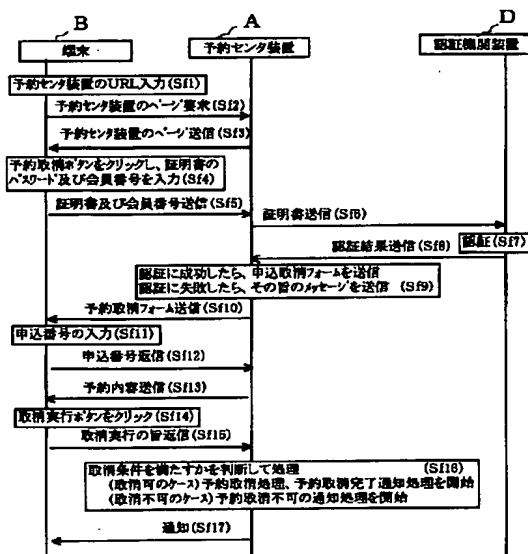 B
A
D
端末
予約センタ装置
認証機関装置
予約センタ装置のURL入力(Sf1)
予約センタ装置のページ要求(Sf2)
予約センタ装置のページ送信(Sf3)
予約取消ボタンをクリックし、証明書の
パスワード及び会員番号を入力(Sf4)
証明書及び会員番号送信(Sf5)
証明書送信(Sf6)
認証(Sf7)
認証結果送信(Sf8)
認証に成功したら、申込取消フォームを送信
認証に失敗したら、その旨のメッセージを送信 (Sf9)
予約取消フォーム送信(Sf10)
申込番号の入力(Sf11)
申込番号返信(Sf12)
予約内容送信(Sf13)
取消実行ボタンをクリック(Sf14)
取消実行の旨返信(Sf15)
取消条件を満たすかを判断して処理 (Sf16)
(取消可のケース)予約取消処理、予約取消完了通知処理を開始
(取消不可のケース)予約取消不可の通知処理を開始
通知(Sf17)